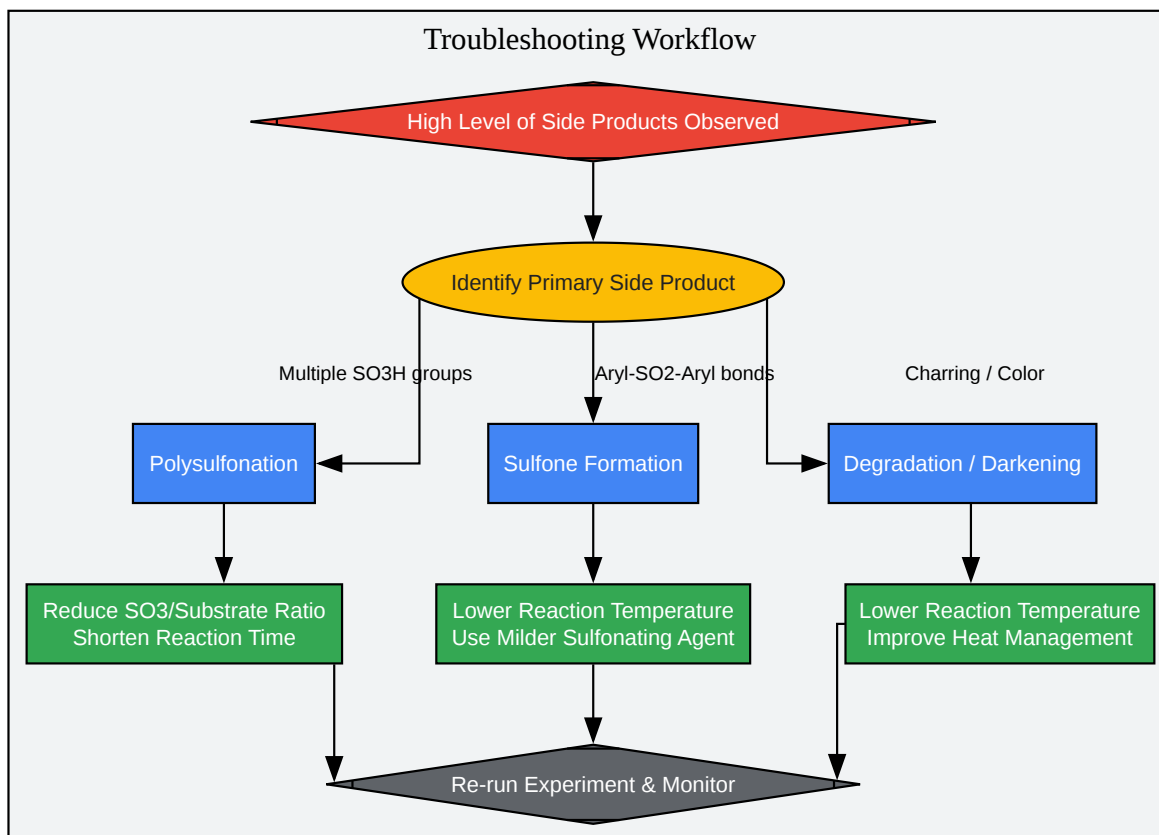 Troubleshooting Workflow
High Level of Side Products Observed
Identify Primary Side Product
Multiple SO3H groups
Aryl-SO2-Aryl bonds
Charring / Color
Polysulfonation
Sulfone Formation
Degradation / Darkening
Reduce SO3/Substrate Ratio
Shorten Reaction Time
Lower Reaction Temperature
Use Milder Sulfonating Agent
Lower Reaction Temperature
Improve Heat Management
Re-run Experiment & Monitor